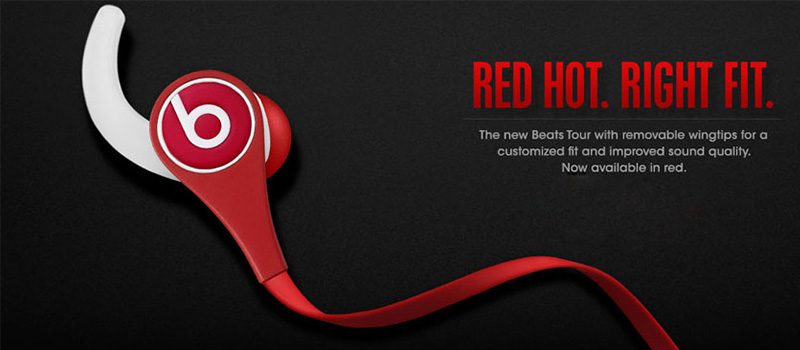 b
RED HOT. RIGHT FIT.
The new Beats Tour with removable wingtips for a
customized fit and improved sound quality.
Now available in red.